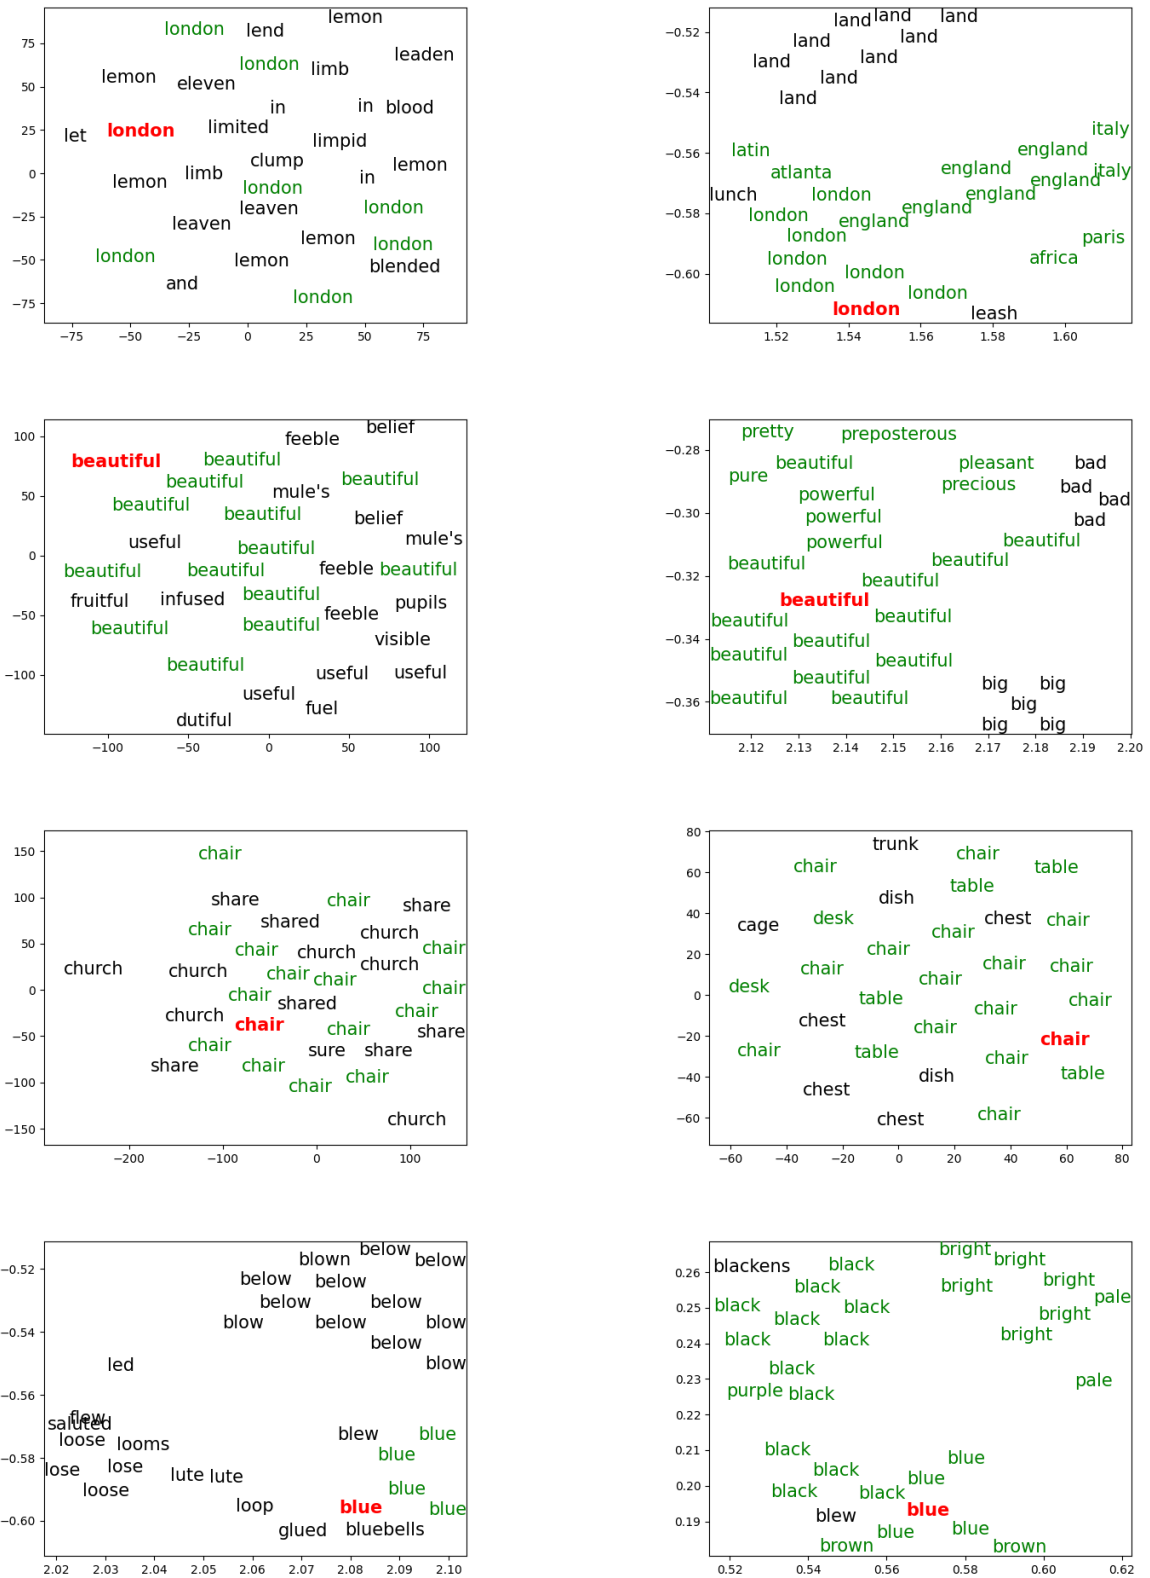 lemon
london
lend
75
leaden
london
limb
lemon
eleven
50
in
in
blood
limited
25
let
london
limpid
clump
lemon
limb
0
in
lemon
london
leaven
london
−25
leaven
lemon
london
london
−50
lemon
blended
and
london
−75
−75 −50 −25 0 25 50 75
land
land
land
−0.52
land
land
land
land
land
−0.54
land
italy
latin
england
−0.56
england
italy
atlanta
england
lunch
london
england
england
london
−0.58
england
london
paris
london
africa
london
−0.60
london
london
london
leash
1.52 1.54 1.56 1.58 1.60
belief
100
feeble
beautiful
beautiful
beautiful
beautiful
mule's
50
beautiful
beautiful
belief
mule's
useful
beautiful
0
beautiful
beautiful
feeble
beautiful
fruitful
infused
beautiful
pupils
−50
feeble
beautiful
beautiful
visible
beautiful
useful
useful
−100
useful
fuel
dutiful
−100 −50 0 50 100
pretty
preposterous
−0.28
beautiful
pleasant
bad
pure
precious
bad
powerful
bad
−0.30
powerful
bad
powerful
beautiful
beautiful
beautiful
−0.32
beautiful
beautiful
beautiful
beautiful
−0.34
beautiful
beautiful
beautiful
beautiful
big
big
−0.36
beautiful
beautiful
big
big
big
2.12 2.13 2.14 2.15 2.16 2.17 2.18 2.19 2.20
150
chair
100
share
chair
share
shared
chair
church
50
chair
church
chair
church
church
church
chair
chair
0
chair
chair
shared
chair
church
chair
chair
share
−50
chair
sure
share
share
chair
chair
−100
chair
church
−150
−200 −100 0 100
80
trunk
chair
60
chair
table
table
dish
40
desk
chest
chair
cage
chair
20
chair
chair
chair
chair
chair
desk
0
table
chair
chair
chest
chair
−20
chair
chair
table
chair
−40
table
dish
chest
−60
chest
chair
−60 −40 −20 0 20 40 60 80
below
blown
below
−0.52
below
below
below
below
−0.54
blow
below
blow
below
led
blow
−0.56
flew
saluted
loose
looms
blew
blue
−0.58
lose
lose
lute
lute
blue
loose
blue
loop
blue
blue
−0.60
glued
bluebells
2.02 2.03 2.04 2.05 2.06 2.07 2.08 2.09 2.10
bright
blackens
black
bright
0.26
black
bright
bright
pale
0.25
black
black
black
bright
0.24
black
black
bright
0.23
black
pale
purple
black
0.22
0.21
black
blue
black
blue
0.20
black
black
blue
0.19
blew
blue
blue
brown
brown
0.52 0.54 0.56 0.58 0.60 0.62